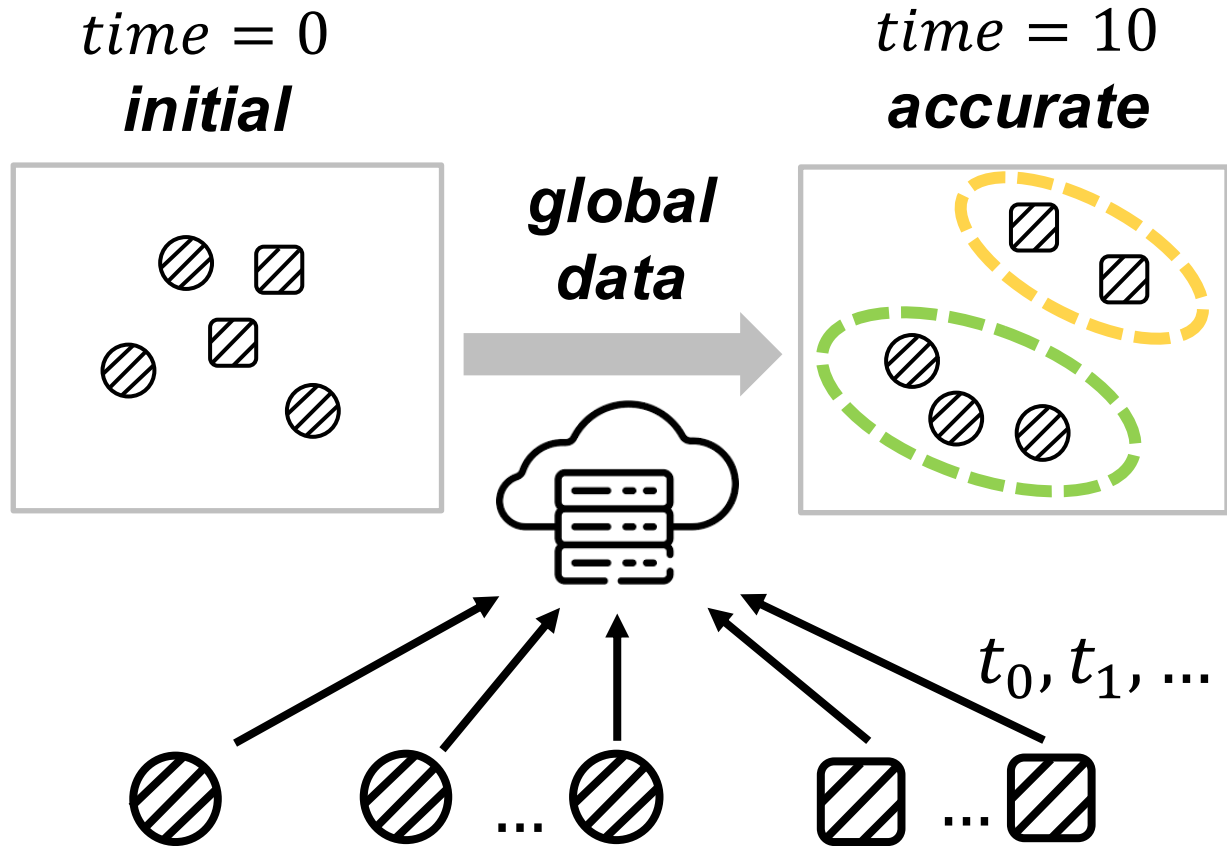 time = 0
initial
time = 10
accurate
global
data
t₀, t₁, ...
...
...